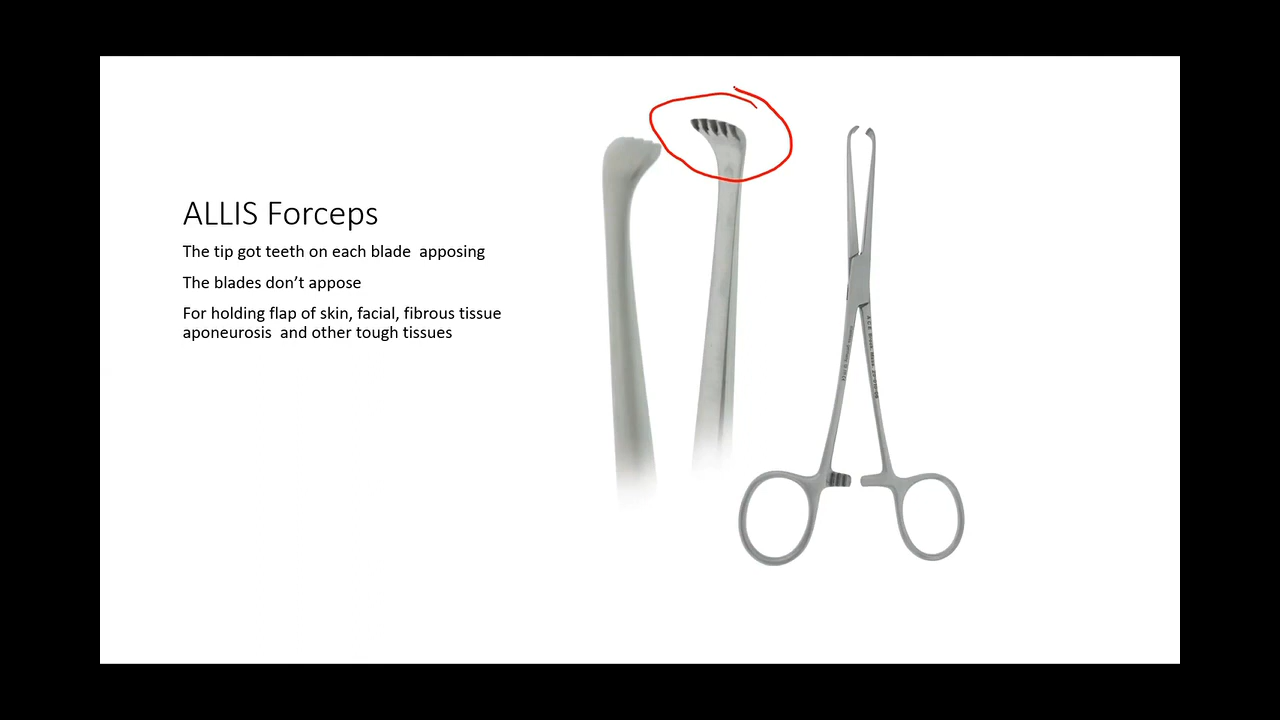 ALLIS Forceps
The tip got teeth on each blade  apposing
The blades don’t appose
For holding flap of skin, facial, fibrous tissue
aponeurosis  and other tough tissues